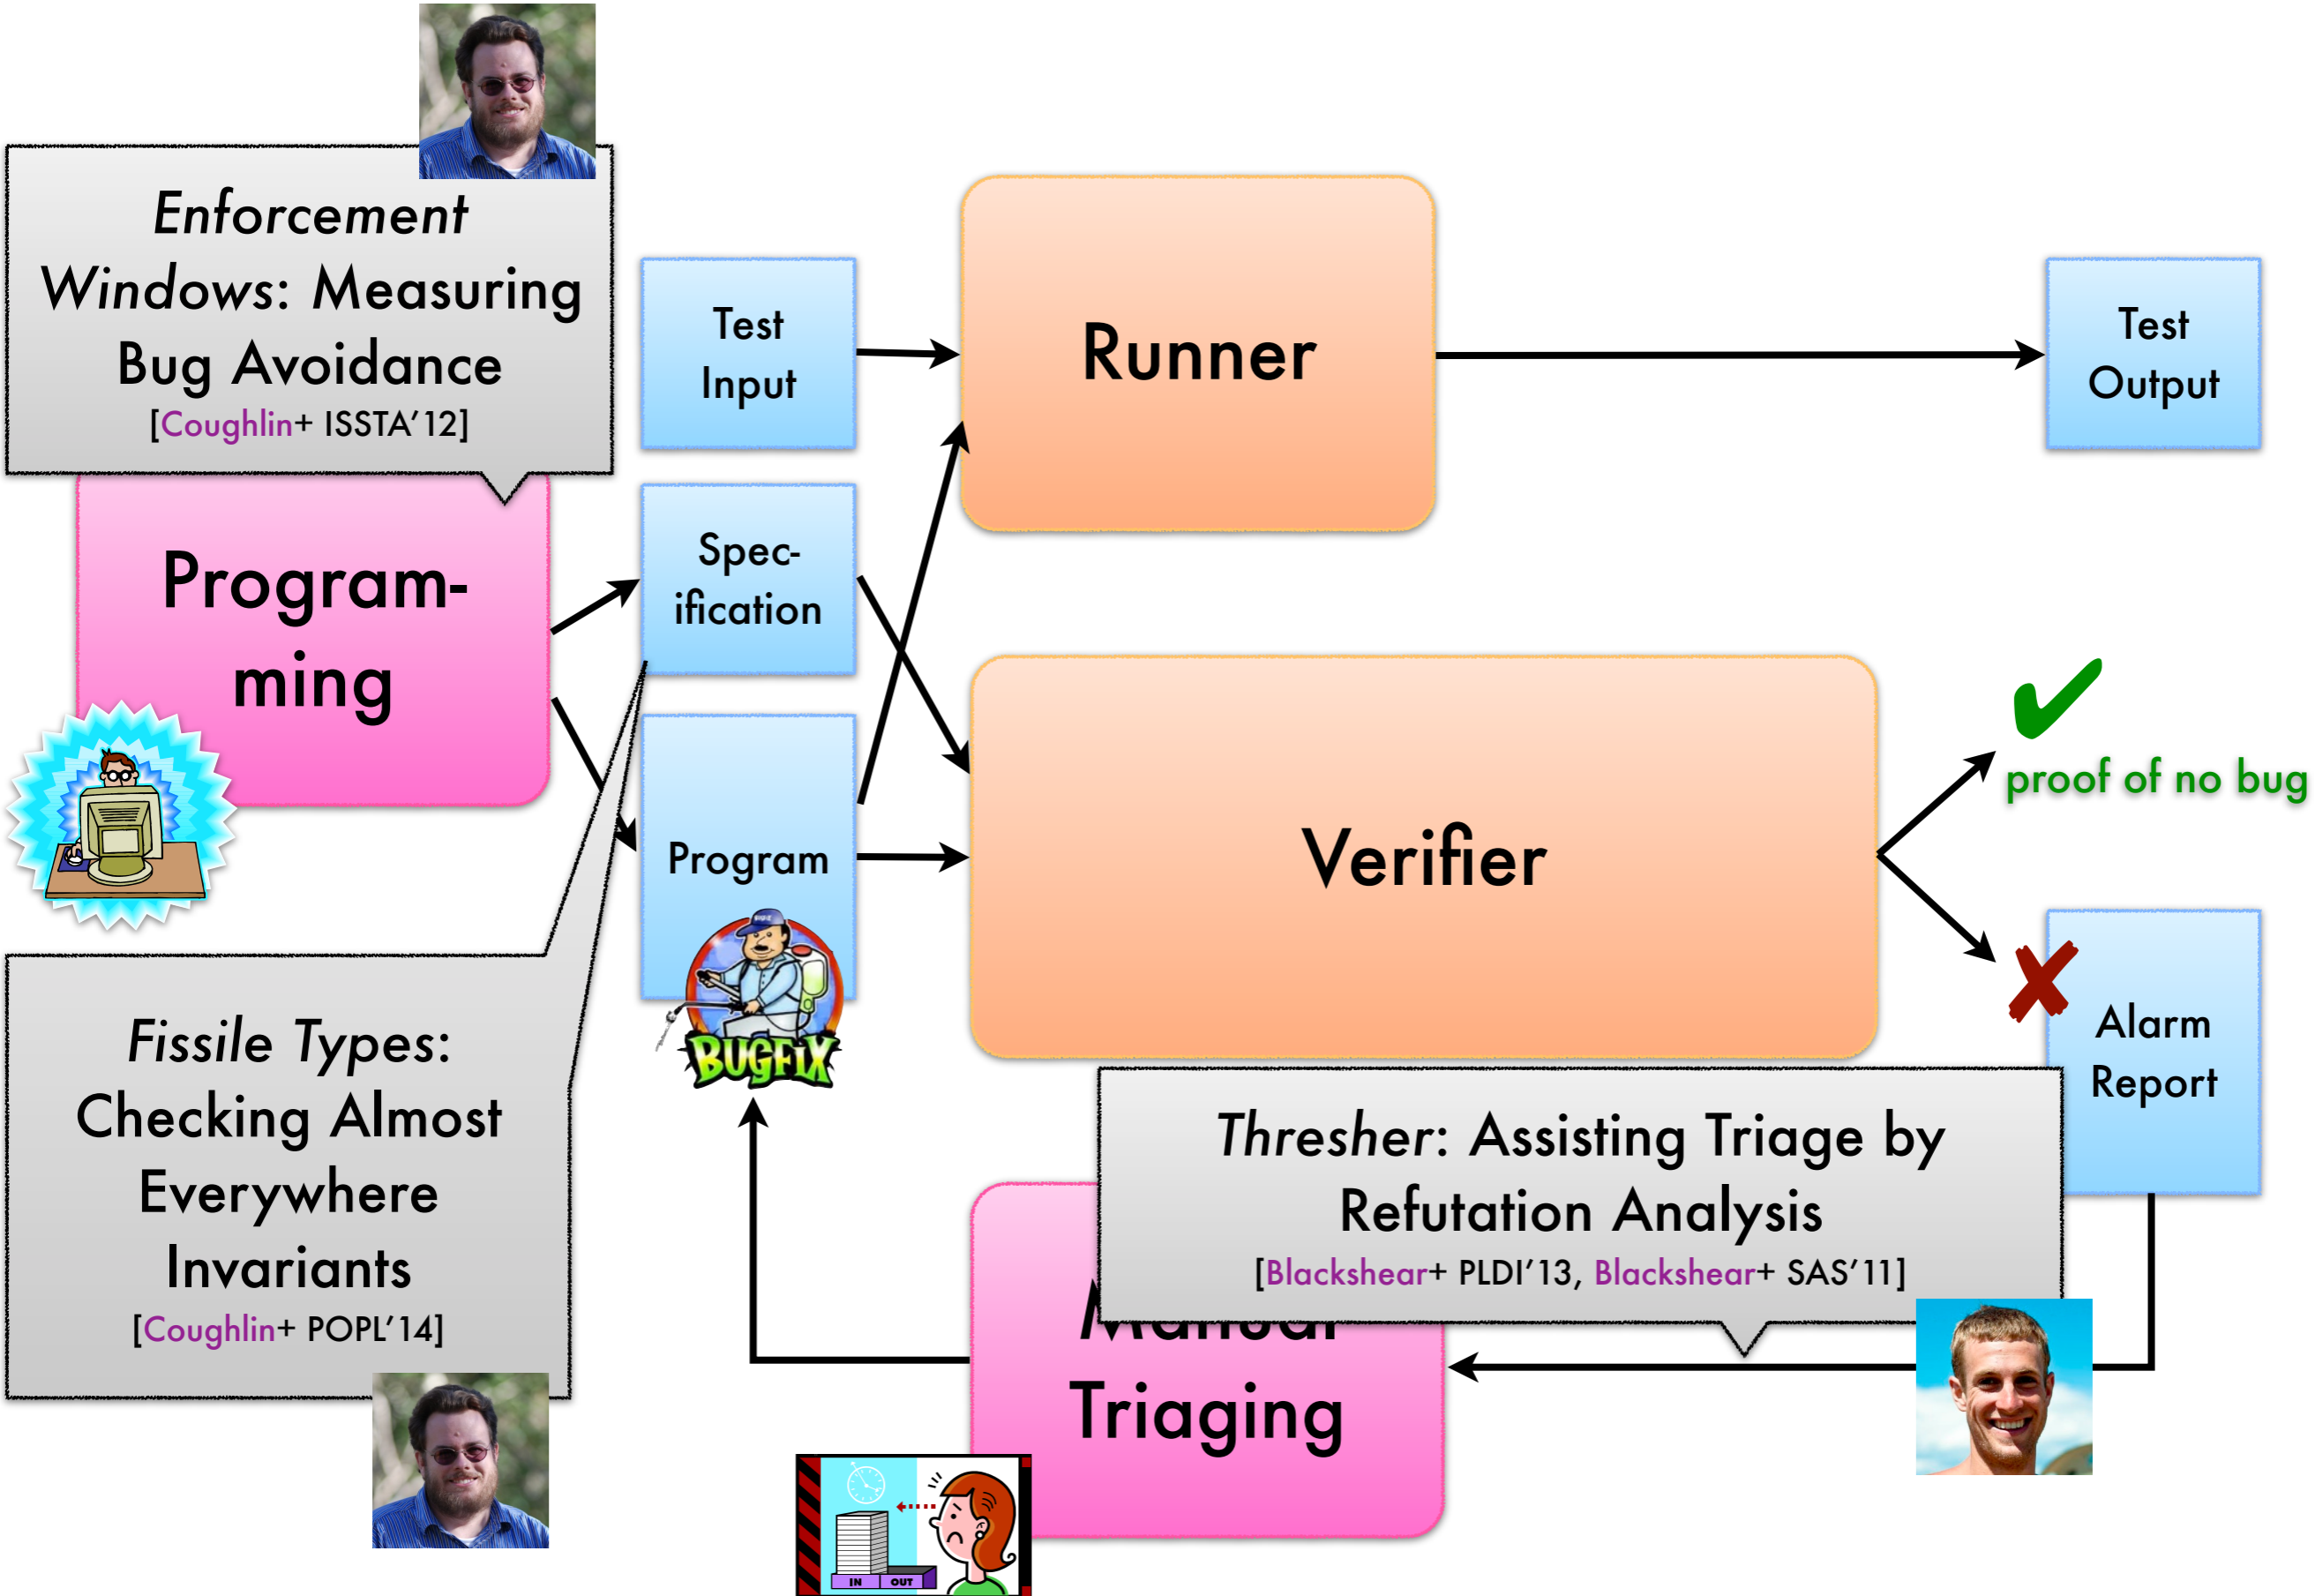 Enforcement
Windows: Measuring
Bug Avoidance
[Coughlin+ ISSTA'12]
Program-
ming
Test
Input
Spec-
ification
Program
BUGFIX
Runner
Test
Output
Verifier
proof of no bug
Alarm
Report
Fissile Types:
Checking Almost
Everywhere
Invariants
[Coughlin+ POPL'14]
Thresher: Assisting Triage by
Refutation Analysis
[Blackshear+ PLDI'13, Blackshear+ SAS'11]
Manual
Triaging
IN OUT